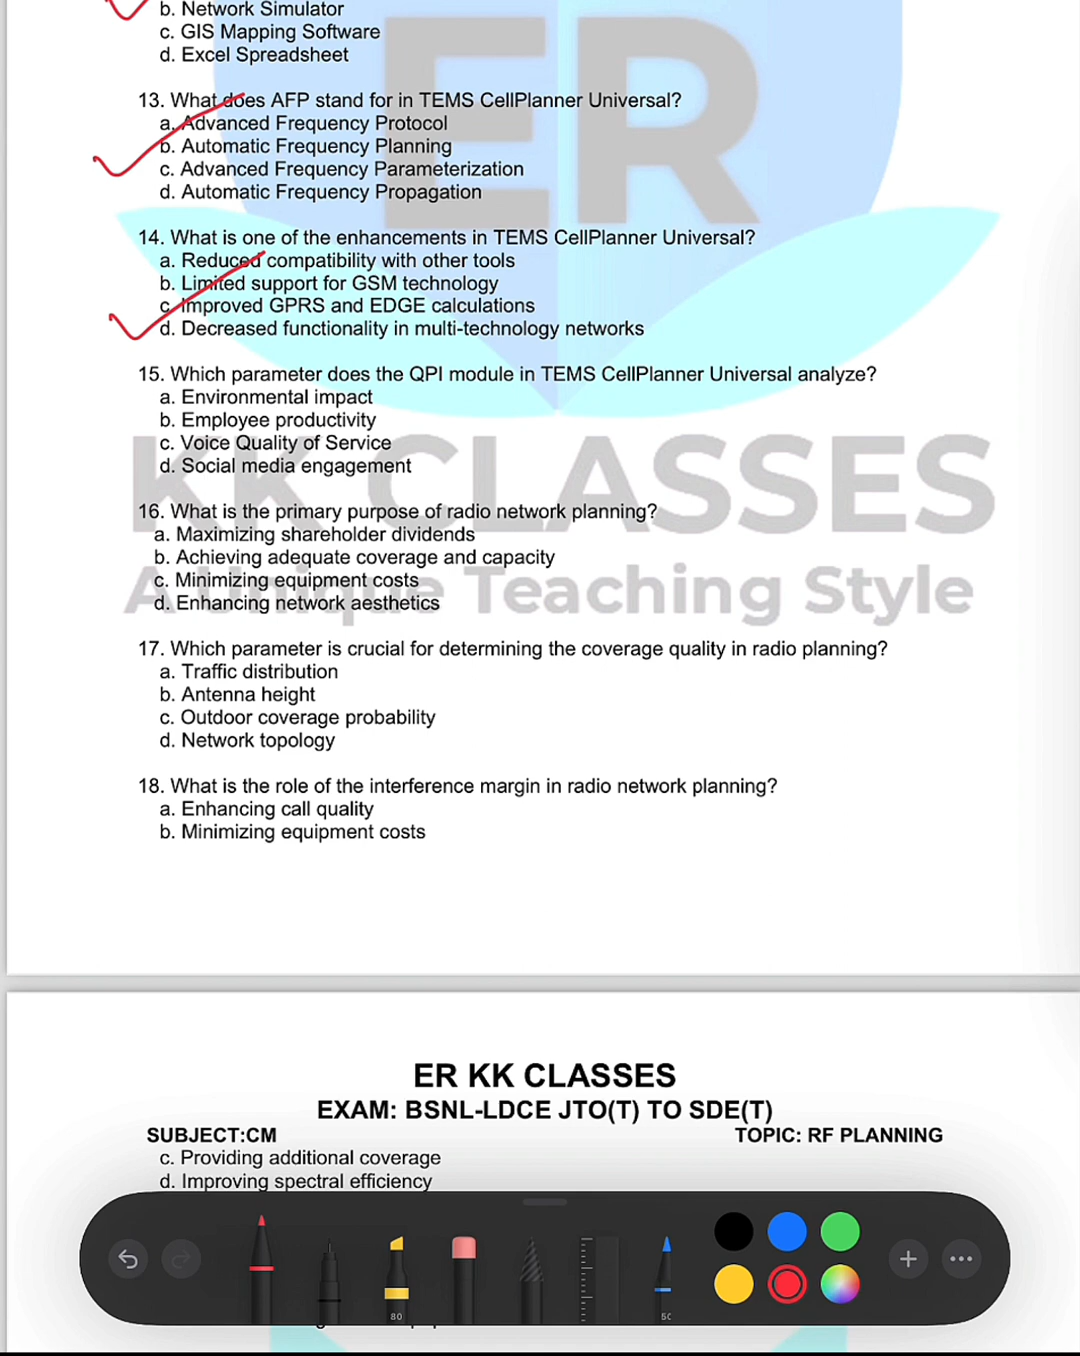 b. Network Simulator
c. GIS Mapping Software
d. Excel Spreadsheet
13. What does AFP stand for in TEMS CellPlanner Universal?
a. Advanced Frequency Protocol
b. Automatic Frequency Planning
c. Advanced Frequency Parameterization
d. Automatic Frequency Propagation
14. What is one of the enhancements in TEMS CellPlanner Universal?
a. Reduced compatibility with other tools
b. Limited support for GSM technology
c. Improved GPRS and EDGE calculations
d. Decreased functionality in multi-technology networks
15. Which parameter does the QPI module in TEMS CellPlanner Universal analyze?
a. Environmental impact
b. Employee productivity
c. Voice Quality of Service
d. Social media engagement
16. What is the primary purpose of radio network planning?
a. Maximizing shareholder dividends
b. Achieving adequate coverage and capacity
c. Minimizing equipment costs
d. Enhancing network aesthetics
17. Which parameter is crucial for determining the coverage quality in radio planning?
a. Traffic distribution
b. Antenna height
c. Outdoor coverage probability
d. Network topology
18. What is the role of the interference margin in radio network planning?
a. Enhancing call quality
b. Minimizing equipment costs
ER
KK CLASSES
A Unique Teaching Style
ER KK CLASSES
EXAM: BSNL-LDCE JTO(T) TO SDE(T)
SUBJECT:CM TOPIC: RF PLANNING
c. Providing additional coverage
d. Improving spectral efficiency
80
50